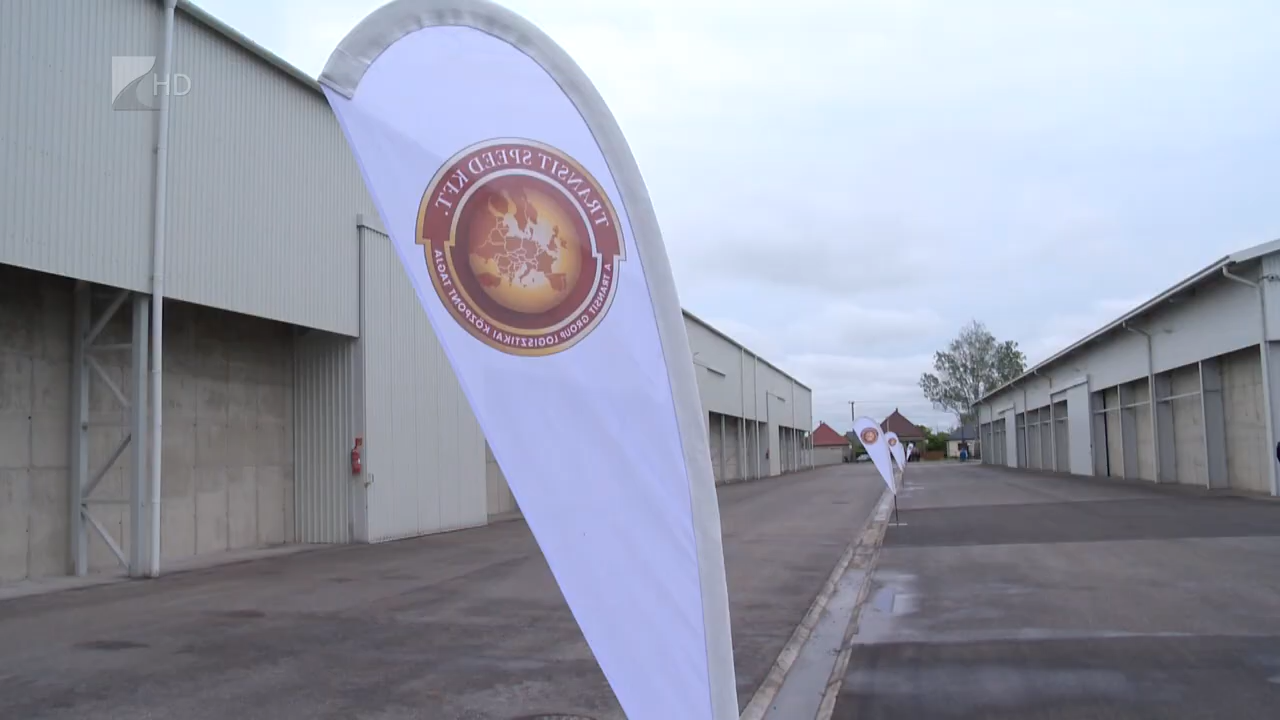 HD
TRANSIT SPEED KFT.
A TRANSIT GROUP LOGISZTIKAI KÖZPONT TAGJA